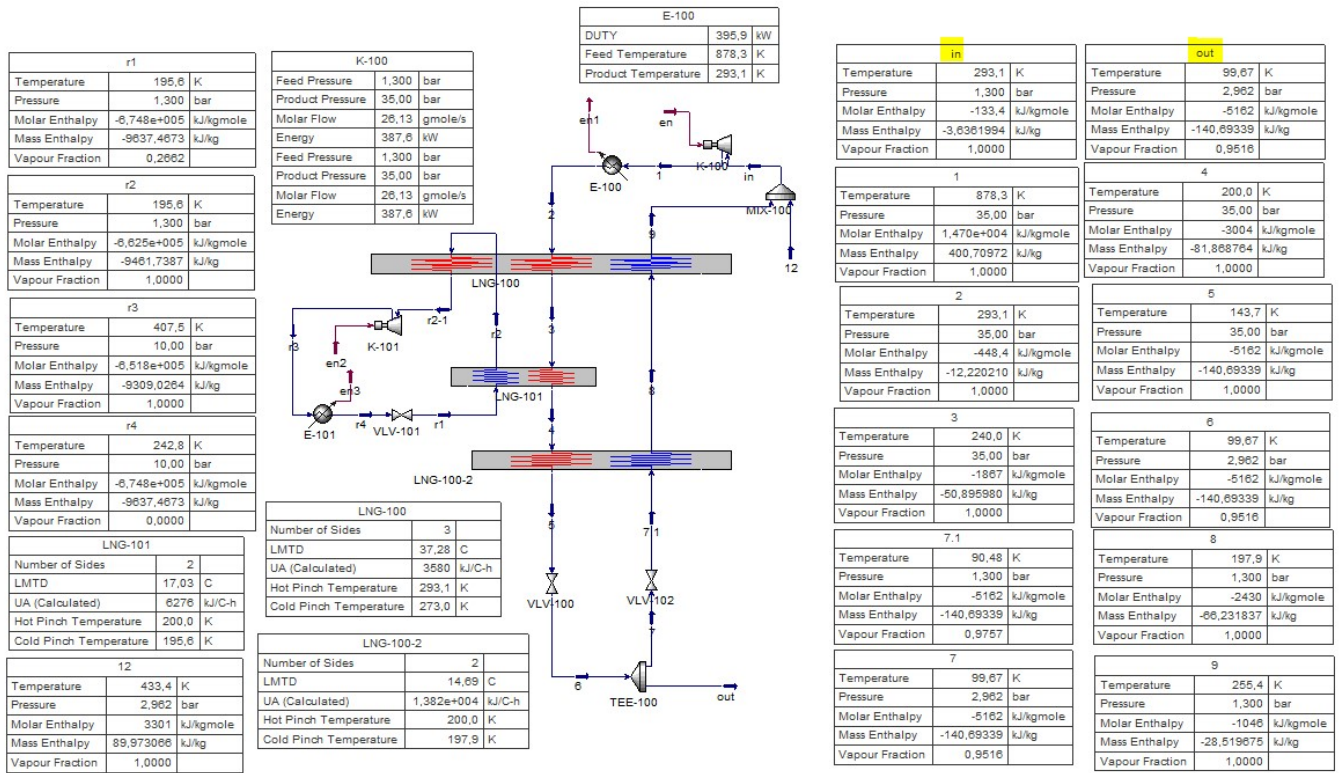 E-100
DUTY 395,9 kW
Feed Temperature 878,3 K
Product Temperature 293,1 K
r1
Temperature 195,6 K
Pressure 1,300 bar
Molar Enthalpy -6,748e+005 kJ/kgmole
Mass Enthalpy -9637,4673 kJ/kg
Vapour Fraction 0,2662
K-100
Feed Pressure 1,300 bar
Product Pressure 35,00 bar
Molar Flow 26,13 gmole/s
Energy 387,6 kW
Feed Pressure 1,300 bar
Product Pressure 35,00 bar
Molar Flow 26,13 gmole/s
Energy 387,6 kW
in
Temperature 293,1 K
Pressure 1,300 bar
Molar Enthalpy -133,4 kJ/kgmole
Mass Enthalpy -3,6361994 kJ/kg
Vapour Fraction 1,0000
out
Temperature 99,67 K
Pressure 2,962 bar
Molar Enthalpy -5162 kJ/kgmole
Mass Enthalpy -140,69339 kJ/kg
Vapour Fraction 0,9516
r2
Temperature 195,6 K
Pressure 1,300 bar
Molar Enthalpy -6,625e+005 kJ/kgmole
Mass Enthalpy -9461,7387 kJ/kg
Vapour Fraction 1,0000
1
Temperature 878,3 K
Pressure 35,00 bar
Molar Enthalpy 1,470e+004 kJ/kgmole
Mass Enthalpy 400,70972 kJ/kg
Vapour Fraction 1,0000
4
Temperature 200,0 K
Pressure 35,00 bar
Molar Enthalpy -3004 kJ/kgmole
Mass Enthalpy -81,868764 kJ/kg
Vapour Fraction 1,0000
r3
Temperature 407,5 K
Pressure 10,00 bar
Molar Enthalpy -6,518e+005 kJ/kgmole
Mass Enthalpy -9309,0264 kJ/kg
Vapour Fraction 1,0000
2
Temperature 293,1 K
Pressure 35,00 bar
Molar Enthalpy -448,4 kJ/kgmole
Mass Enthalpy -12,220210 kJ/kg
Vapour Fraction 1,0000
5
Temperature 143,7 K
Pressure 35,00 bar
Molar Enthalpy -5162 kJ/kgmole
Mass Enthalpy -140,69339 kJ/kg
Vapour Fraction 1,0000
r4
Temperature 242,8 K
Pressure 10,00 bar
Molar Enthalpy -6,748e+005 kJ/kgmole
Mass Enthalpy -9637,4673 kJ/kg
Vapour Fraction 0,0000
3
Temperature 240,0 K
Pressure 35,00 bar
Molar Enthalpy -1867 kJ/kgmole
Mass Enthalpy -50,895980 kJ/kg
Vapour Fraction 1,0000
6
Temperature 99,67 K
Pressure 2,962 bar
Molar Enthalpy -5162 kJ/kgmole
Mass Enthalpy -140,69339 kJ/kg
Vapour Fraction 0,9516
LNG-101
Number of Sides 2
LMTD 17,03 C
UA (Calculated) 6276 kJ/C-h
Hot Pinch Temperature 200,0 K
Cold Pinch Temperature 195,6 K
LNG-100
Number of Sides 3
LMTD 37,28 C
UA (Calculated) 3580 kJ/C-h
Hot Pinch Temperature 293,1 K
Cold Pinch Temperature 273,0 K
7.1
Temperature 90,48 K
Pressure 1,300 bar
Molar Enthalpy -5162 kJ/kgmole
Mass Enthalpy -140,69339 kJ/kg
Vapour Fraction 0,9757
8
Temperature 197,9 K
Pressure 1,300 bar
Molar Enthalpy -2430 kJ/kgmole
Mass Enthalpy -66,231837 kJ/kg
Vapour Fraction 1,0000
12
Temperature 433,4 K
Pressure 2,962 bar
Molar Enthalpy 3301 kJ/kgmole
Mass Enthalpy 89,973066 kJ/kg
Vapour Fraction 1,0000
LNG-100-2
Number of Sides 2
LMTD 14,69 C
UA (Calculated) 1,382e+004 kJ/C-h
Hot Pinch Temperature 200,0 K
Cold Pinch Temperature 197,9 K
7
Temperature 99,67 K
Pressure 2,962 bar
Molar Enthalpy -5162 kJ/kgmole
Mass Enthalpy -140,69339 kJ/kg
Vapour Fraction 0,9516
9
Temperature 255,4 K
Pressure 1,300 bar
Molar Enthalpy -1046 kJ/kgmole
Mass Enthalpy -28,519675 kJ/kg
Vapour Fraction 1,0000
en1
en
K-100
E-100
1
in
MIX-100
2
9
12
LNG-100
r2-1
r2
3
r3
K-101
en2
en3
LNG-101
8
E-101
r4
VLV-101
r1
4
LNG-100-2
5
7.1
VLV-100
VLV-102
7
6
TEE-100
out